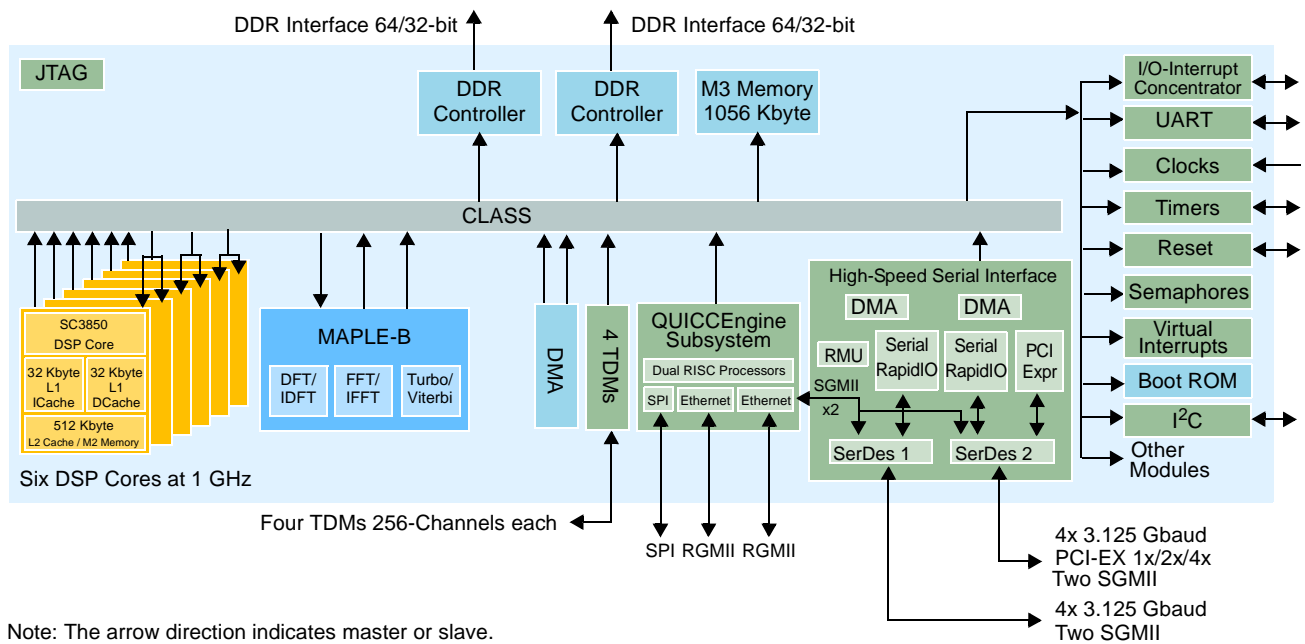 DDR Interface 64/32-bit
DDR Interface 64/32-bit
JTAG
DDR
Controller
DDR
Controller
M3 Memory
1056 Kbyte
I/O-Interrupt
Concentrator
UART
Clocks
Timers
Reset
Semaphores
Virtual
Interrupts
Boot ROM
I²C
Other
Modules
CLASS
SC3850
DSP Core
32 Kbyte
L1
ICache
32 Kbyte
L1
DCache
512 Kbyte
L2 Cache / M2 Memory
Six DSP Cores at 1 GHz
MAPLE-B
DFT/
IDFT
FFT/
IFFT
Turbo/
Viterbi
DMA
4 TDMs
QUICCEngine
Subsystem
Dual RISC Processors
SPI
Ethernet
Ethernet
High-Speed Serial Interface
DMA
DMA
RMU
Serial
RapidIO
Serial
RapidIO
PCI
Expr
SGMII
x2
SerDes 1
SerDes 2
Four TDMs 256-Channels each
SPI
RGMII
RGMII
4x 3.125 Gbaud
PCI-EX 1x/2x/4x
Two SGMII
4x 3.125 Gbaud
Two SGMII
Note: The arrow direction indicates master or slave.